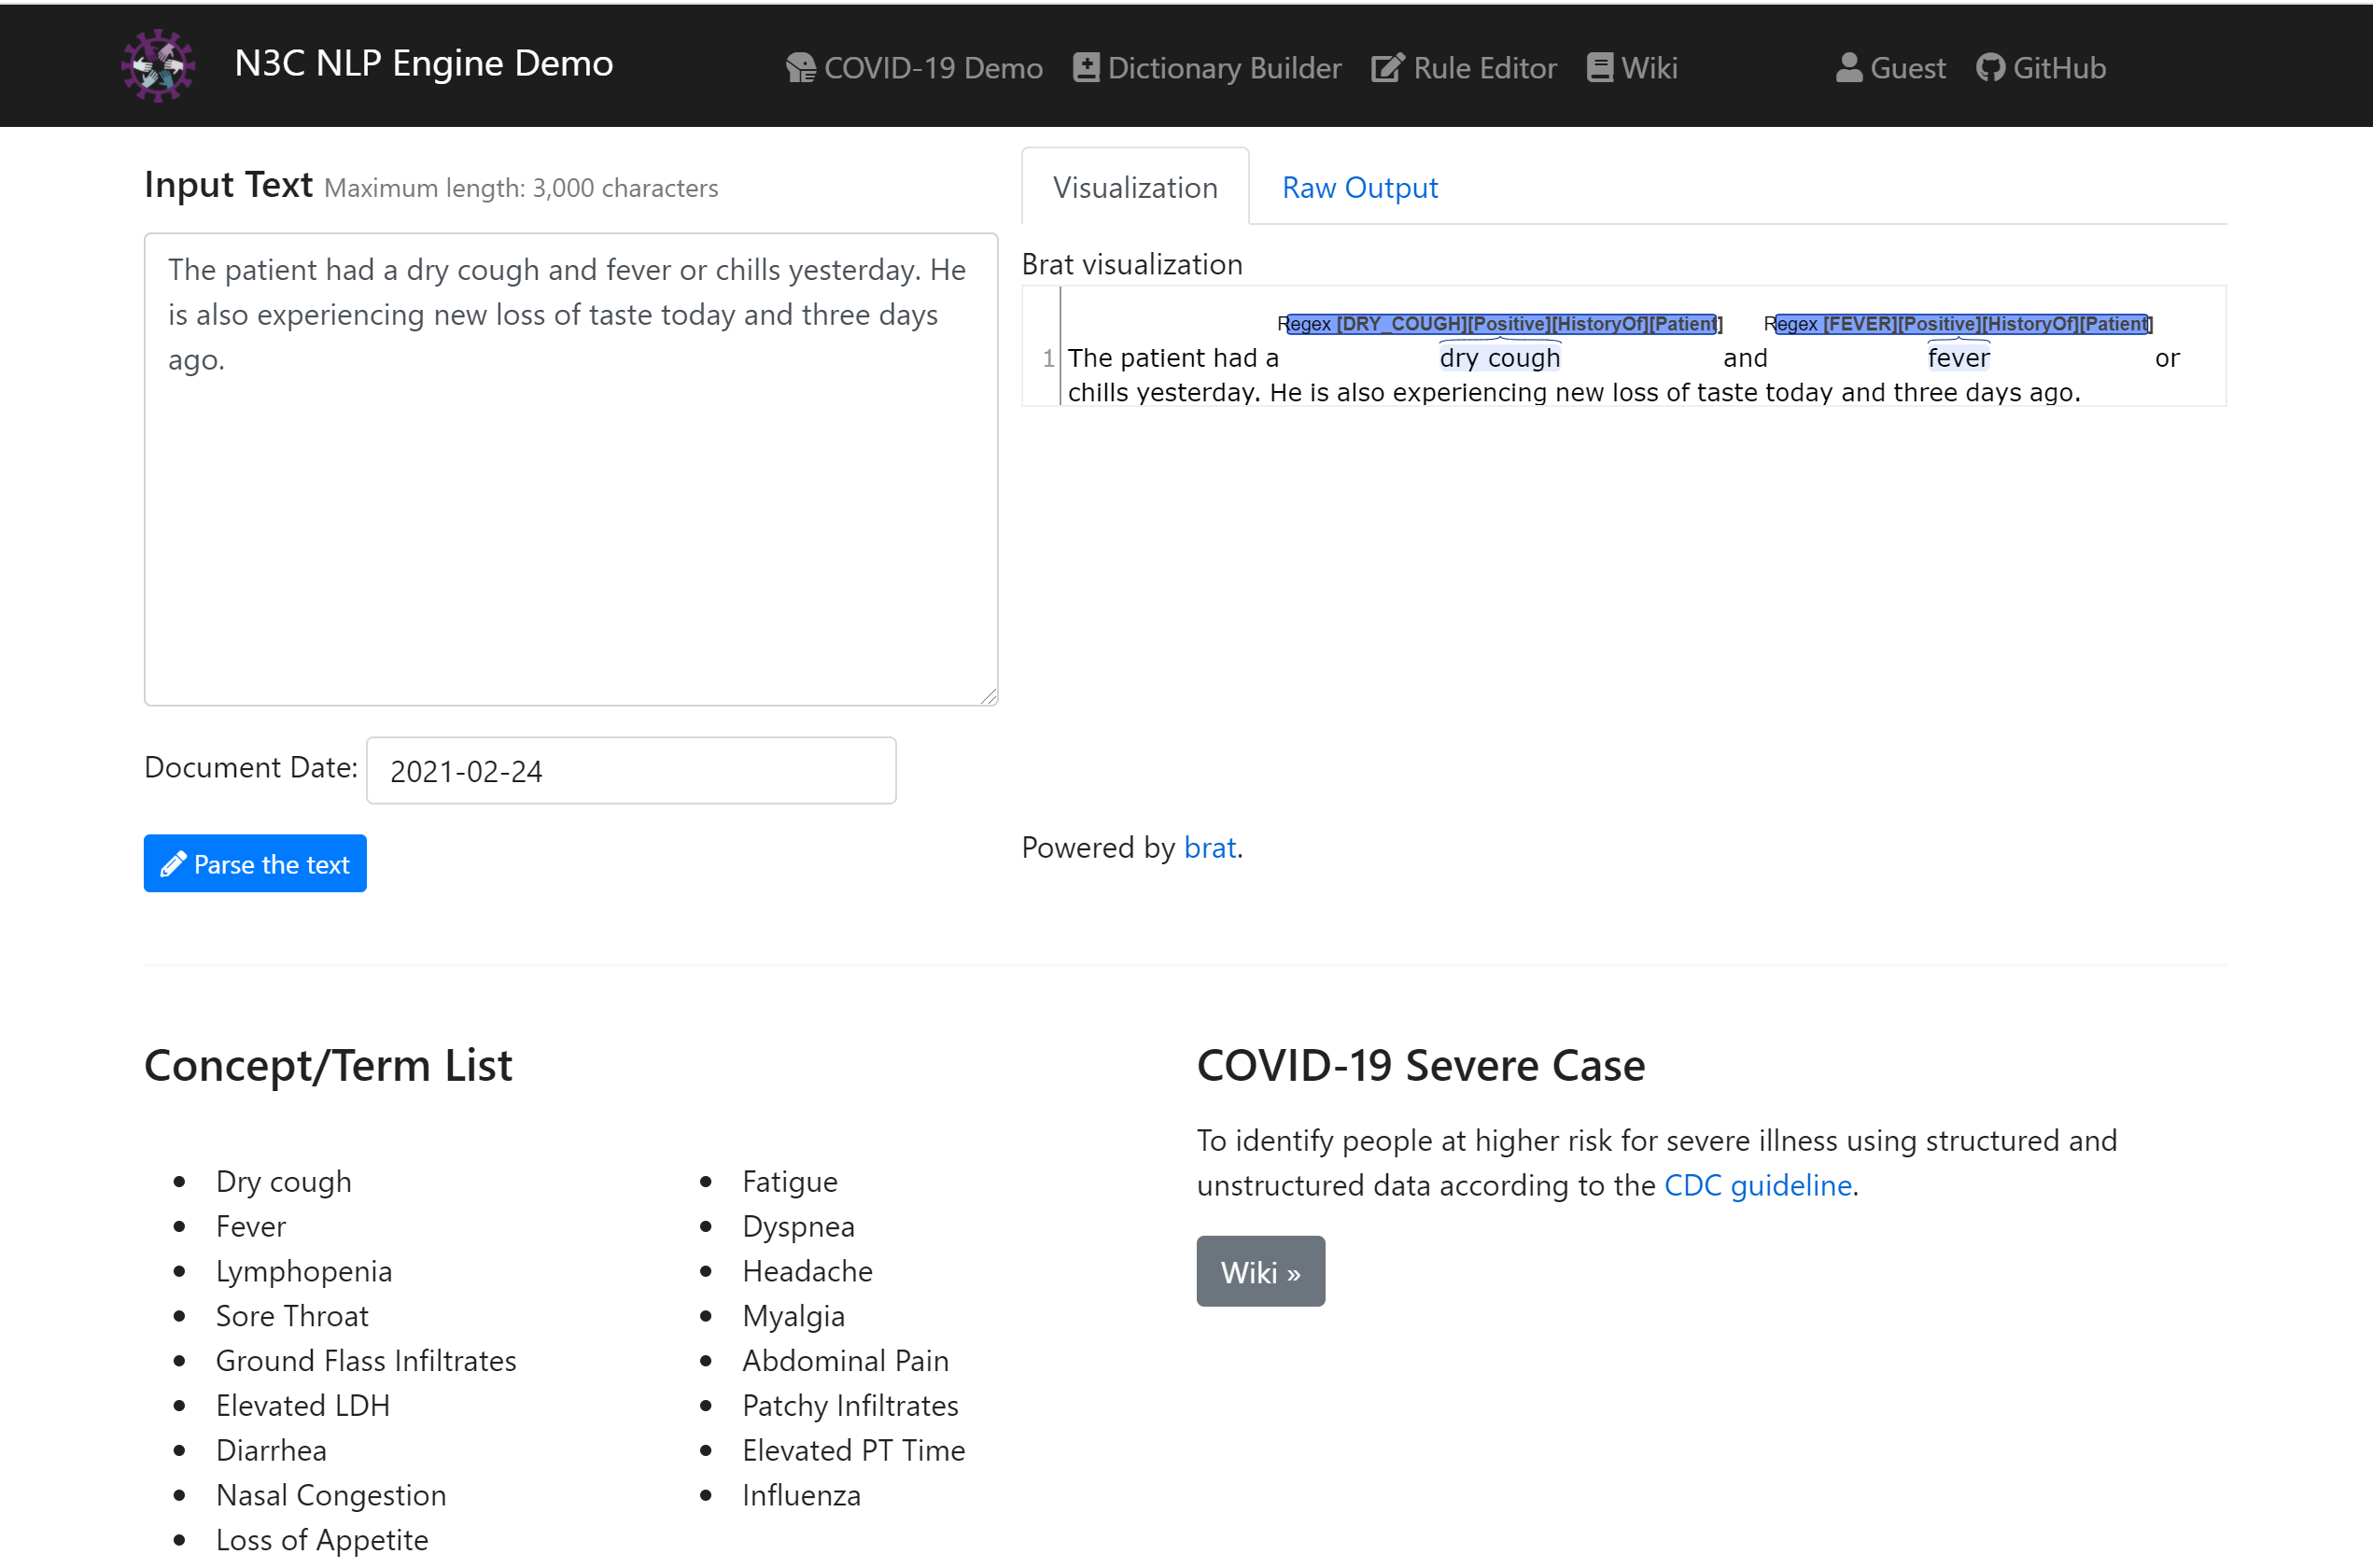 N3C NLP Engine Demo
COVID-19 Demo Dictionary Builder Rule Editor Wiki Guest GitHub
Input Text Maximum length: 3,000 characters
The patient had a dry cough and fever or chills yesterday. He
is also experiencing new loss of taste today and three days
ago.
Document Date: 2021-02-24
Parse the text
Visualization Raw Output
Brat visualization
Regex [DRY_COUGH][Positive][HistoryOf][Patient] Regex [FEVER][Positive][HistoryOf][Patient]
1 The patient had a dry cough and fever or
chills yesterday. He is also experiencing new loss of taste today and three days ago.
Powered by brat.
Concept/Term List
Dry cough
Fever
Lymphopenia
Sore Throat
Ground Flass Infiltrates
Elevated LDH
Diarrhea
Nasal Congestion
Loss of Appetite
Fatigue
Dyspnea
Headache
Myalgia
Abdominal Pain
Patchy Infiltrates
Elevated PT Time
Influenza
COVID-19 Severe Case
To identify people at higher risk for severe illness using structured and
unstructured data according to the CDC guideline.
Wiki »